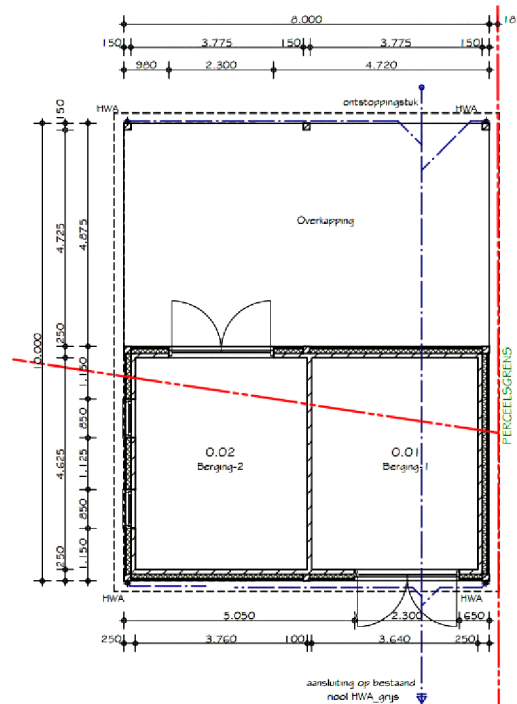 8.000
18
150
3.775
150
3.775
150
980
2.300
4.720
HWA
ontstoppingstuk
HWA
150
4.725
4.875
Overkapping
10.000
250
1.150
850
4.625
1.125
850
1.150
250
PERCEELSGRENS
0.02
Berging-2
0.01
Berging-1
HWA
HWA
5.050
2.300
650
250
3.760
100
3.640
250
aansluiting op bestaand
riool HWA_grijs